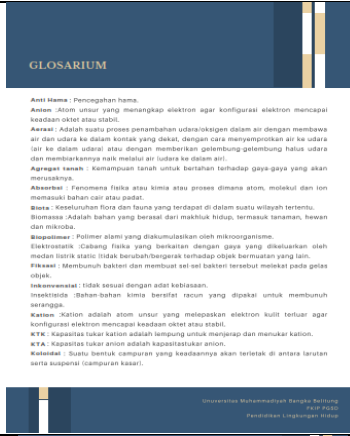 GLOSARIUM
Anti Hama : Pencegahan hama.
Anion :Atom unsur yang menangkap elektron agar konfigurasi elektron mencapai
keadaan oktet atau stabil.
Aerasi : Adalah suatu proses penambahan udara/oksigen dalam air dengan membawa
air dan udara ke dalam kontak yang dekat, dengan cara menyemprotkan air ke udara
(air ke dalam udara) atau dengan memberikan gelembung-gelembung halus udara
dan membiarkannya naik melalui air (udara ke dalam air).
Agregat tanah : Kemampuan tanah untuk bertahan terhadap gaya-gaya yang akan
merusaknya.
Absorbsi : Fenomena fisika atau kimia atau proses dimana atom, molekul dan ion
memasuki bahan cair atau padat.
Biota : Keseluruhan flora dan fauna yang terdapat di dalam suatu wilayah tertentu.
Biomassa :Adalah bahan yang berasal dari makhluk hidup, termasuk tanaman, hewan
dan mikroba.
Biopolimer : Polimer alami yang diakumulasikan oleh mikroorganisme.
Elektrostatik :Cabang fisika yang berkaitan dengan gaya yang dikeluarkan oleh
medan listrik static (tidak berubah/bergerak terhadap objek bermuatan yang lain.
Fiksasi : Membunuh bakteri dan membuat sel-sel bakteri tersebut melekat pada gelas
objek.
Inkonvensial : tidak sesuai dengan adat kebiasaan.
Insektisida :Bahan-bahan kimia bersifat racun yang dipakai untuk membunuh
serangga.
Kation :Kation adalah atom unsur yang melepaskan elektron kulit terluar agar
konfigurasi elektron mencapai keadaan oktet atau stabil.
KTK : Kapasitas tukar kation adalah kemampuan untuk menjerap dan menukar kation.
KTA : Kapasitas tukar anion adalah kapasitastukar anion.
Koloidal : Suatu bentuk campuran yang keadaannya akan terletak di antara larutan
serta suspensi (campuran kasar).
Unuversitas Muhammadiyah Bangka Belitung
FKIP PGSD
Pendidikan Lingkungan Hidup